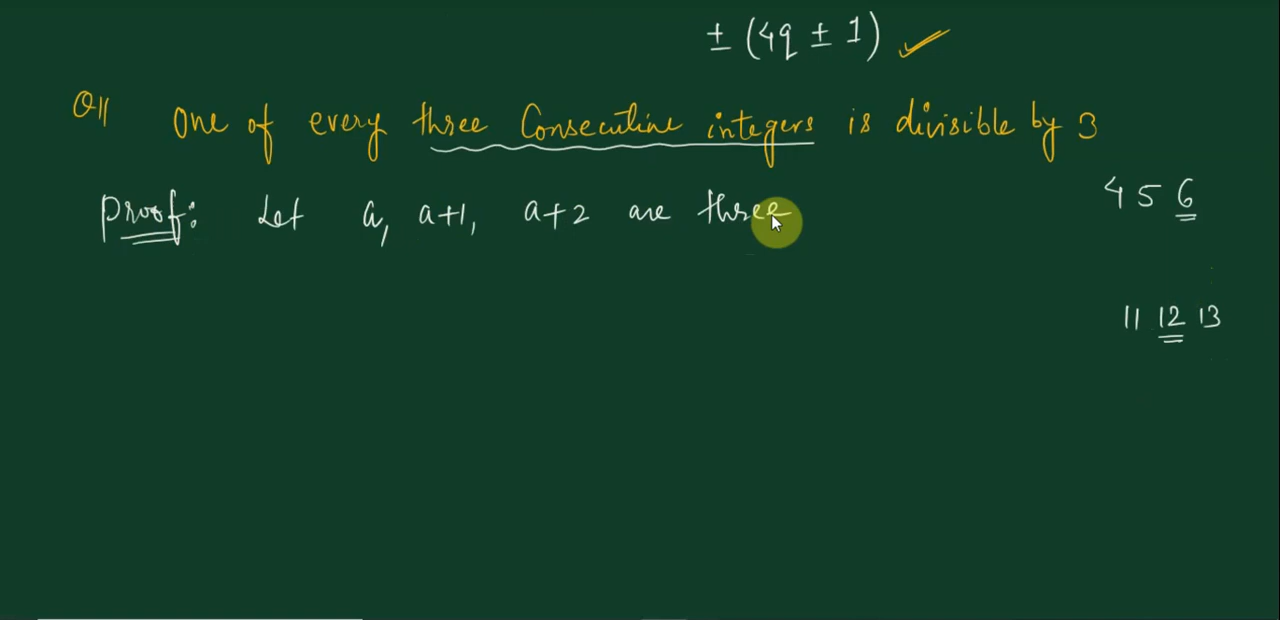 ± (4q ± 1) ✓
Q11 One of every three Consecutine integers is divisible by 3
Proof: Let a, a+1, a+2 are three
4 5 6
11 12 13